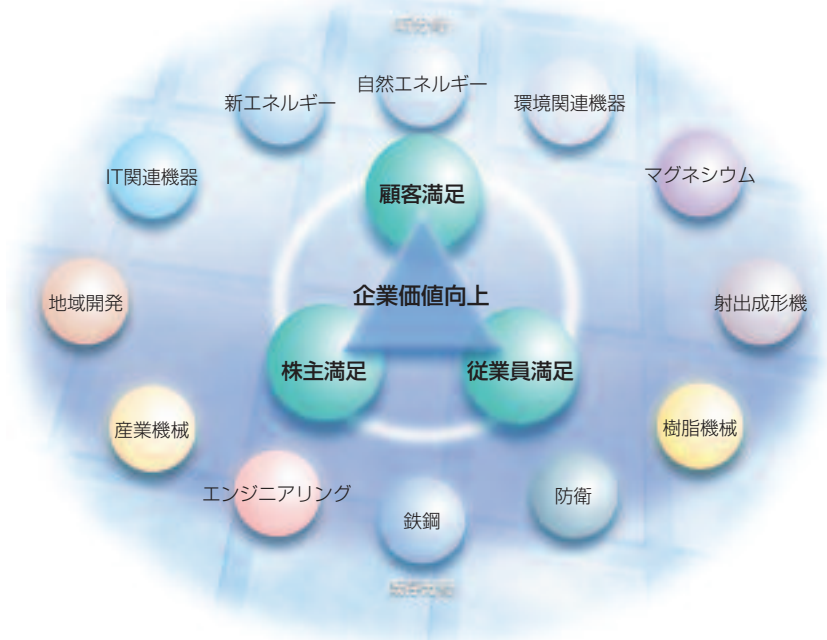 自然エネルギー
新エネルギー
環境関連機器
IT関連機器
マグネシウム
顧客満足
地域開発
企業価値向上
射出成形機
株主満足
従業員満足
産業機械
樹脂機械
エンジニアリング
防衛
鉄鋼